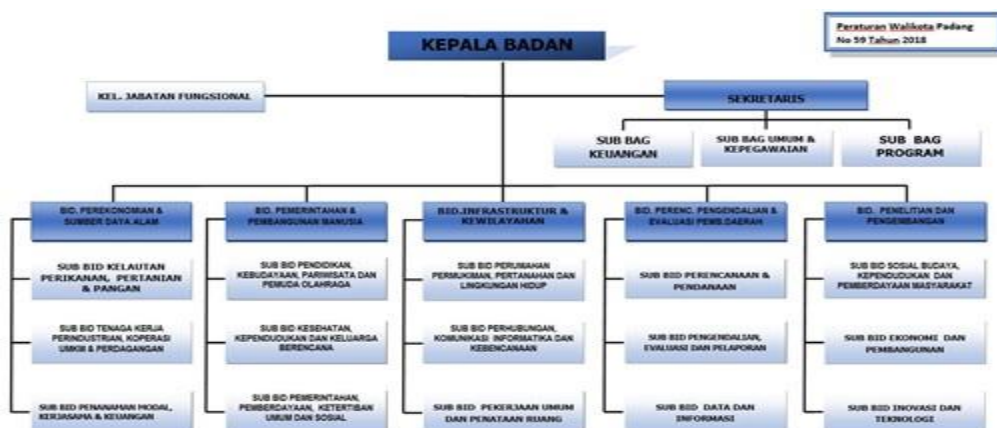 Peraturan Walikota Padang
No 59 Tahun 2018
KEPALA BADAN
KEL. JABATAN FUNGSIONAL
SEKRETARIS
SUB BAG
KEUANGAN
SUB BAG UMUM &
KEPEGAWAIAN
SUB BAG
PROGRAM
BID. PEREKONOMIAN &
SUMBER DAYA ALAM
BID. PEMERINTAHAN &
PEMBANGUNAN MANUSIA
BID.INFRASTRUKTUR &
KEWILAYAHAN
BID. PERENC. PENGENDALIAN &
EVALUASI PEMB.DAERAH
BID. PENELITIAN DAN
PENGEMBANGAN
SUB BID KELAUTAN
PERIKANAN, PERTANIAN
& PANGAN
SUB BID PENDIDIKAN,
KEBUDAYAAN, PARIWISATA DAN
PEMUDA OLAHRAGA
SUB BID PERUMAHAN
PERMUKIMAN, PERTANAHAN DAN
LINGKUNGAN HIDUP
SUB BID PERENCANAAN &
PENDANAAN
SUB BID SOSIAL BUDAYA,
KEPENDUDUKAN DAN
PEMBERDAYAAN MASYARAKAT
SUB BID TENAGA KERJA
PERINDUSTRIAN, KOPERASI
UMKM & PERDAGANGAN
SUB BID KESEHATAN,
KEPENDUDUKAN DAN KELUARGA
BERENCANA
SUB BID PERHUBUNGAN,
KOMUNIKASI INFORMATIKA DAN
KEBENCANAAN
SUB BID PENGENDALIAN,
EVALUASI DAN PELAPORAN
SUB BID EKONOMI DAN
PEMBANGUNAN
SUB BID PENANAMAN MODAL,
KERJASAMA & KEUANGAN
SUB BID PEMERINTAHAN,
PEMBERDAYAAN, KETERTIBAN
UMUM DAN SOSIAL
SUB BID PEKERJAAN UMUM
DAN PENATAAN RUANG
SUB BID DATA DAN
INFORMASI
SUB BID INOVASI DAN
TEKNOLOGI